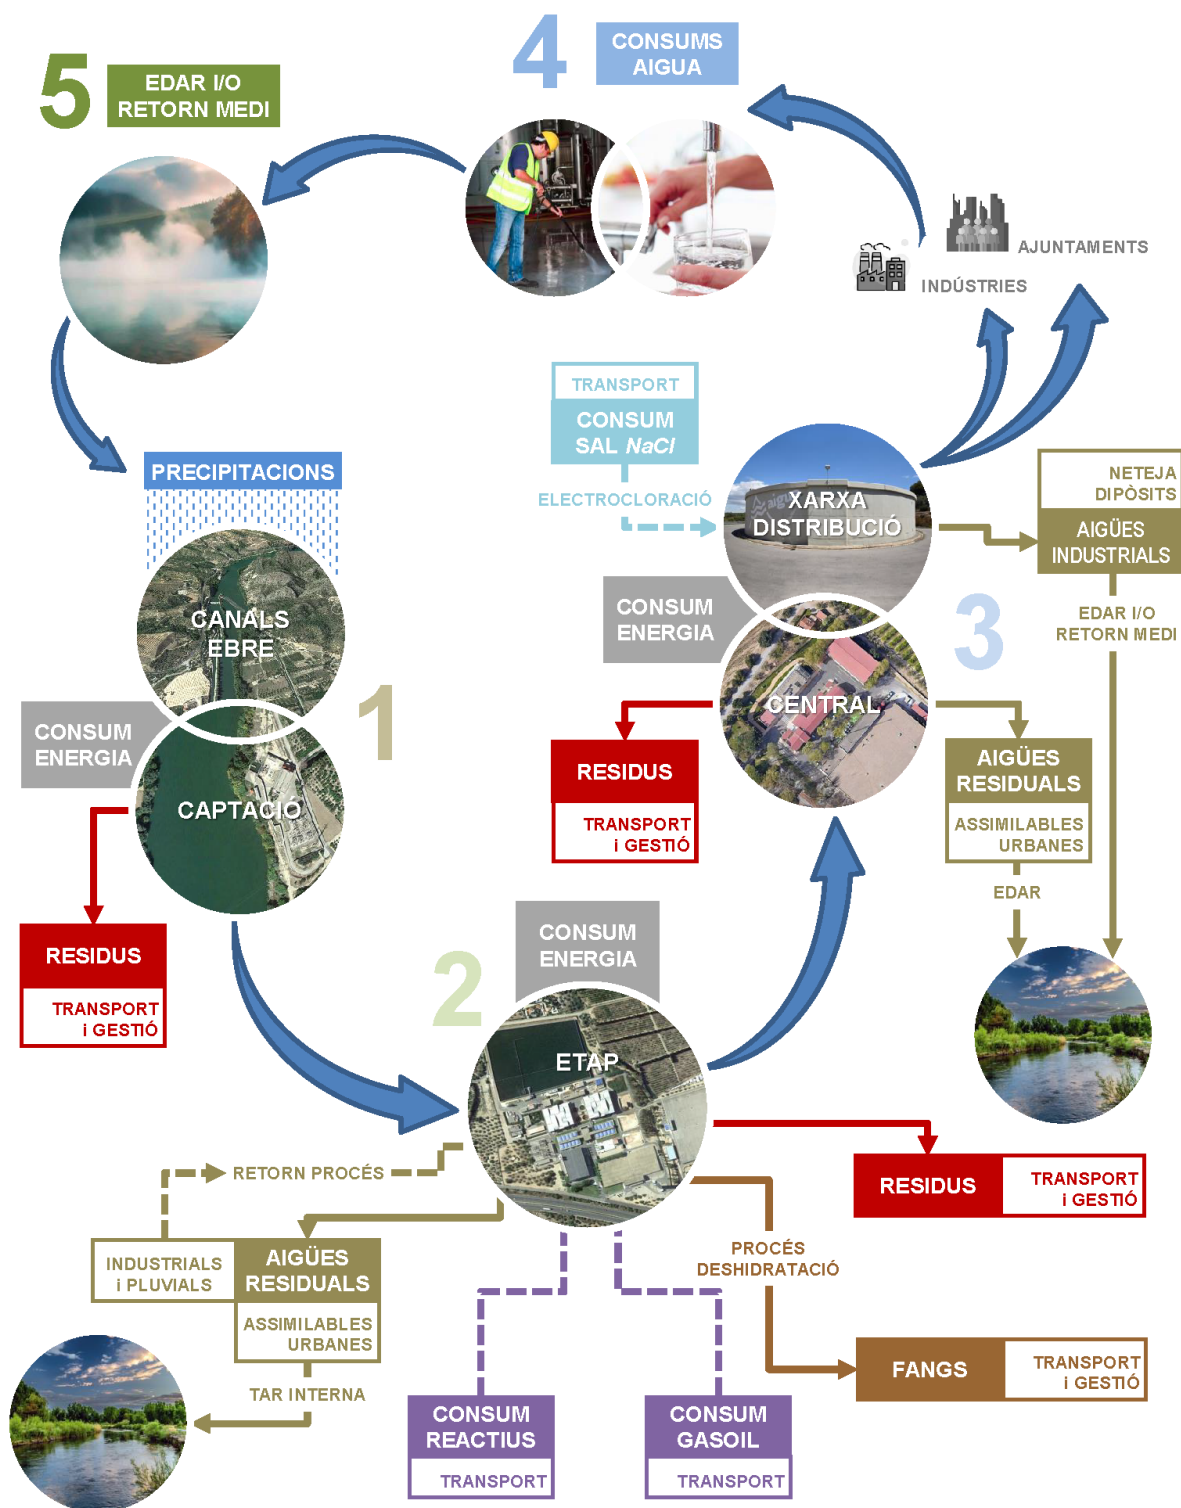 4
CONSUMS
AIGUA
5
EDAR I/O
RETORN MEDI
AJUNTAMENTS
INDÚSTRIES
TRANSPORT
CONSUM
SAL NaCl
ELECTROCLORACIÓ
XARXA
DISTRIBUCIÓ
NETEJA
DIPÒSITS
AIGÜES
INDUSTRIALS
EDAR I/O
RETORN MEDI
PRECIPITACIONS
CANALS
EBRE
1
CONSUM
ENERGIA
CAPTACIÓ
RESIDUS
TRANSPORT
i GESTIÓ
CONSUM
ENERGIA
3
CENTRAL
RESIDUS
TRANSPORT
i GESTIÓ
AIGÜES
RESIDUALS
ASSIMILABLES
URBANES
EDAR
2
CONSUM
ENERGIA
ETAP
RETORN PROCÉS
INDUSTRIALS
i PLUVIALS
AIGÜES
RESIDUALS
ASSIMILABLES
URBANES
TAR INTERNA
RESIDUS
TRANSPORT
i GESTIÓ
PROCÉS
DESHIDRATACIÓ
FANGS
TRANSPORT
i GESTIÓ
CONSUM
REACTIUS
TRANSPORT
CONSUM
GASOIL
TRANSPORT